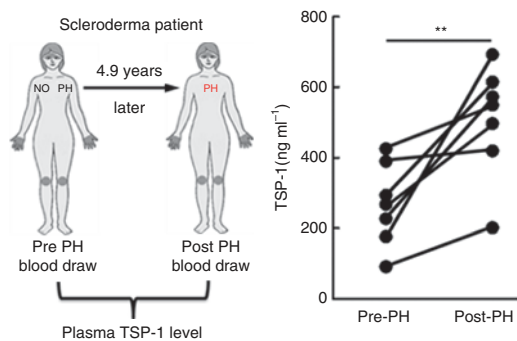 Scleroderma patient
NO PH
4.9 years
later
PH
Pre PH
blood draw
Post PH
blood draw
Plasma TSP-1 level
**
TSP-1(ng ml−1)
800
600
400
200
0
Pre-PH
Post-PH